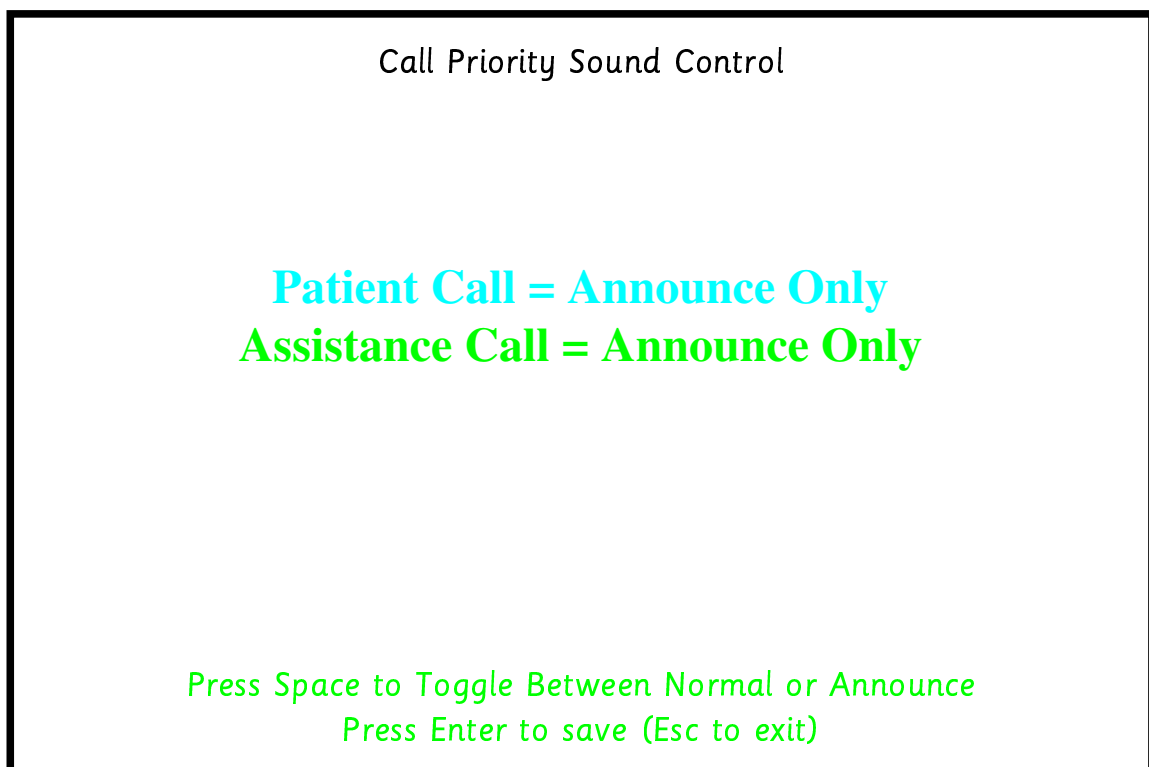 Call Priority Sound Control
Patient Call = Announce Only
Assistance Call = Announce Only
Press Space to Toggle Between Normal or Announce
Press Enter to save (Esc to exit)